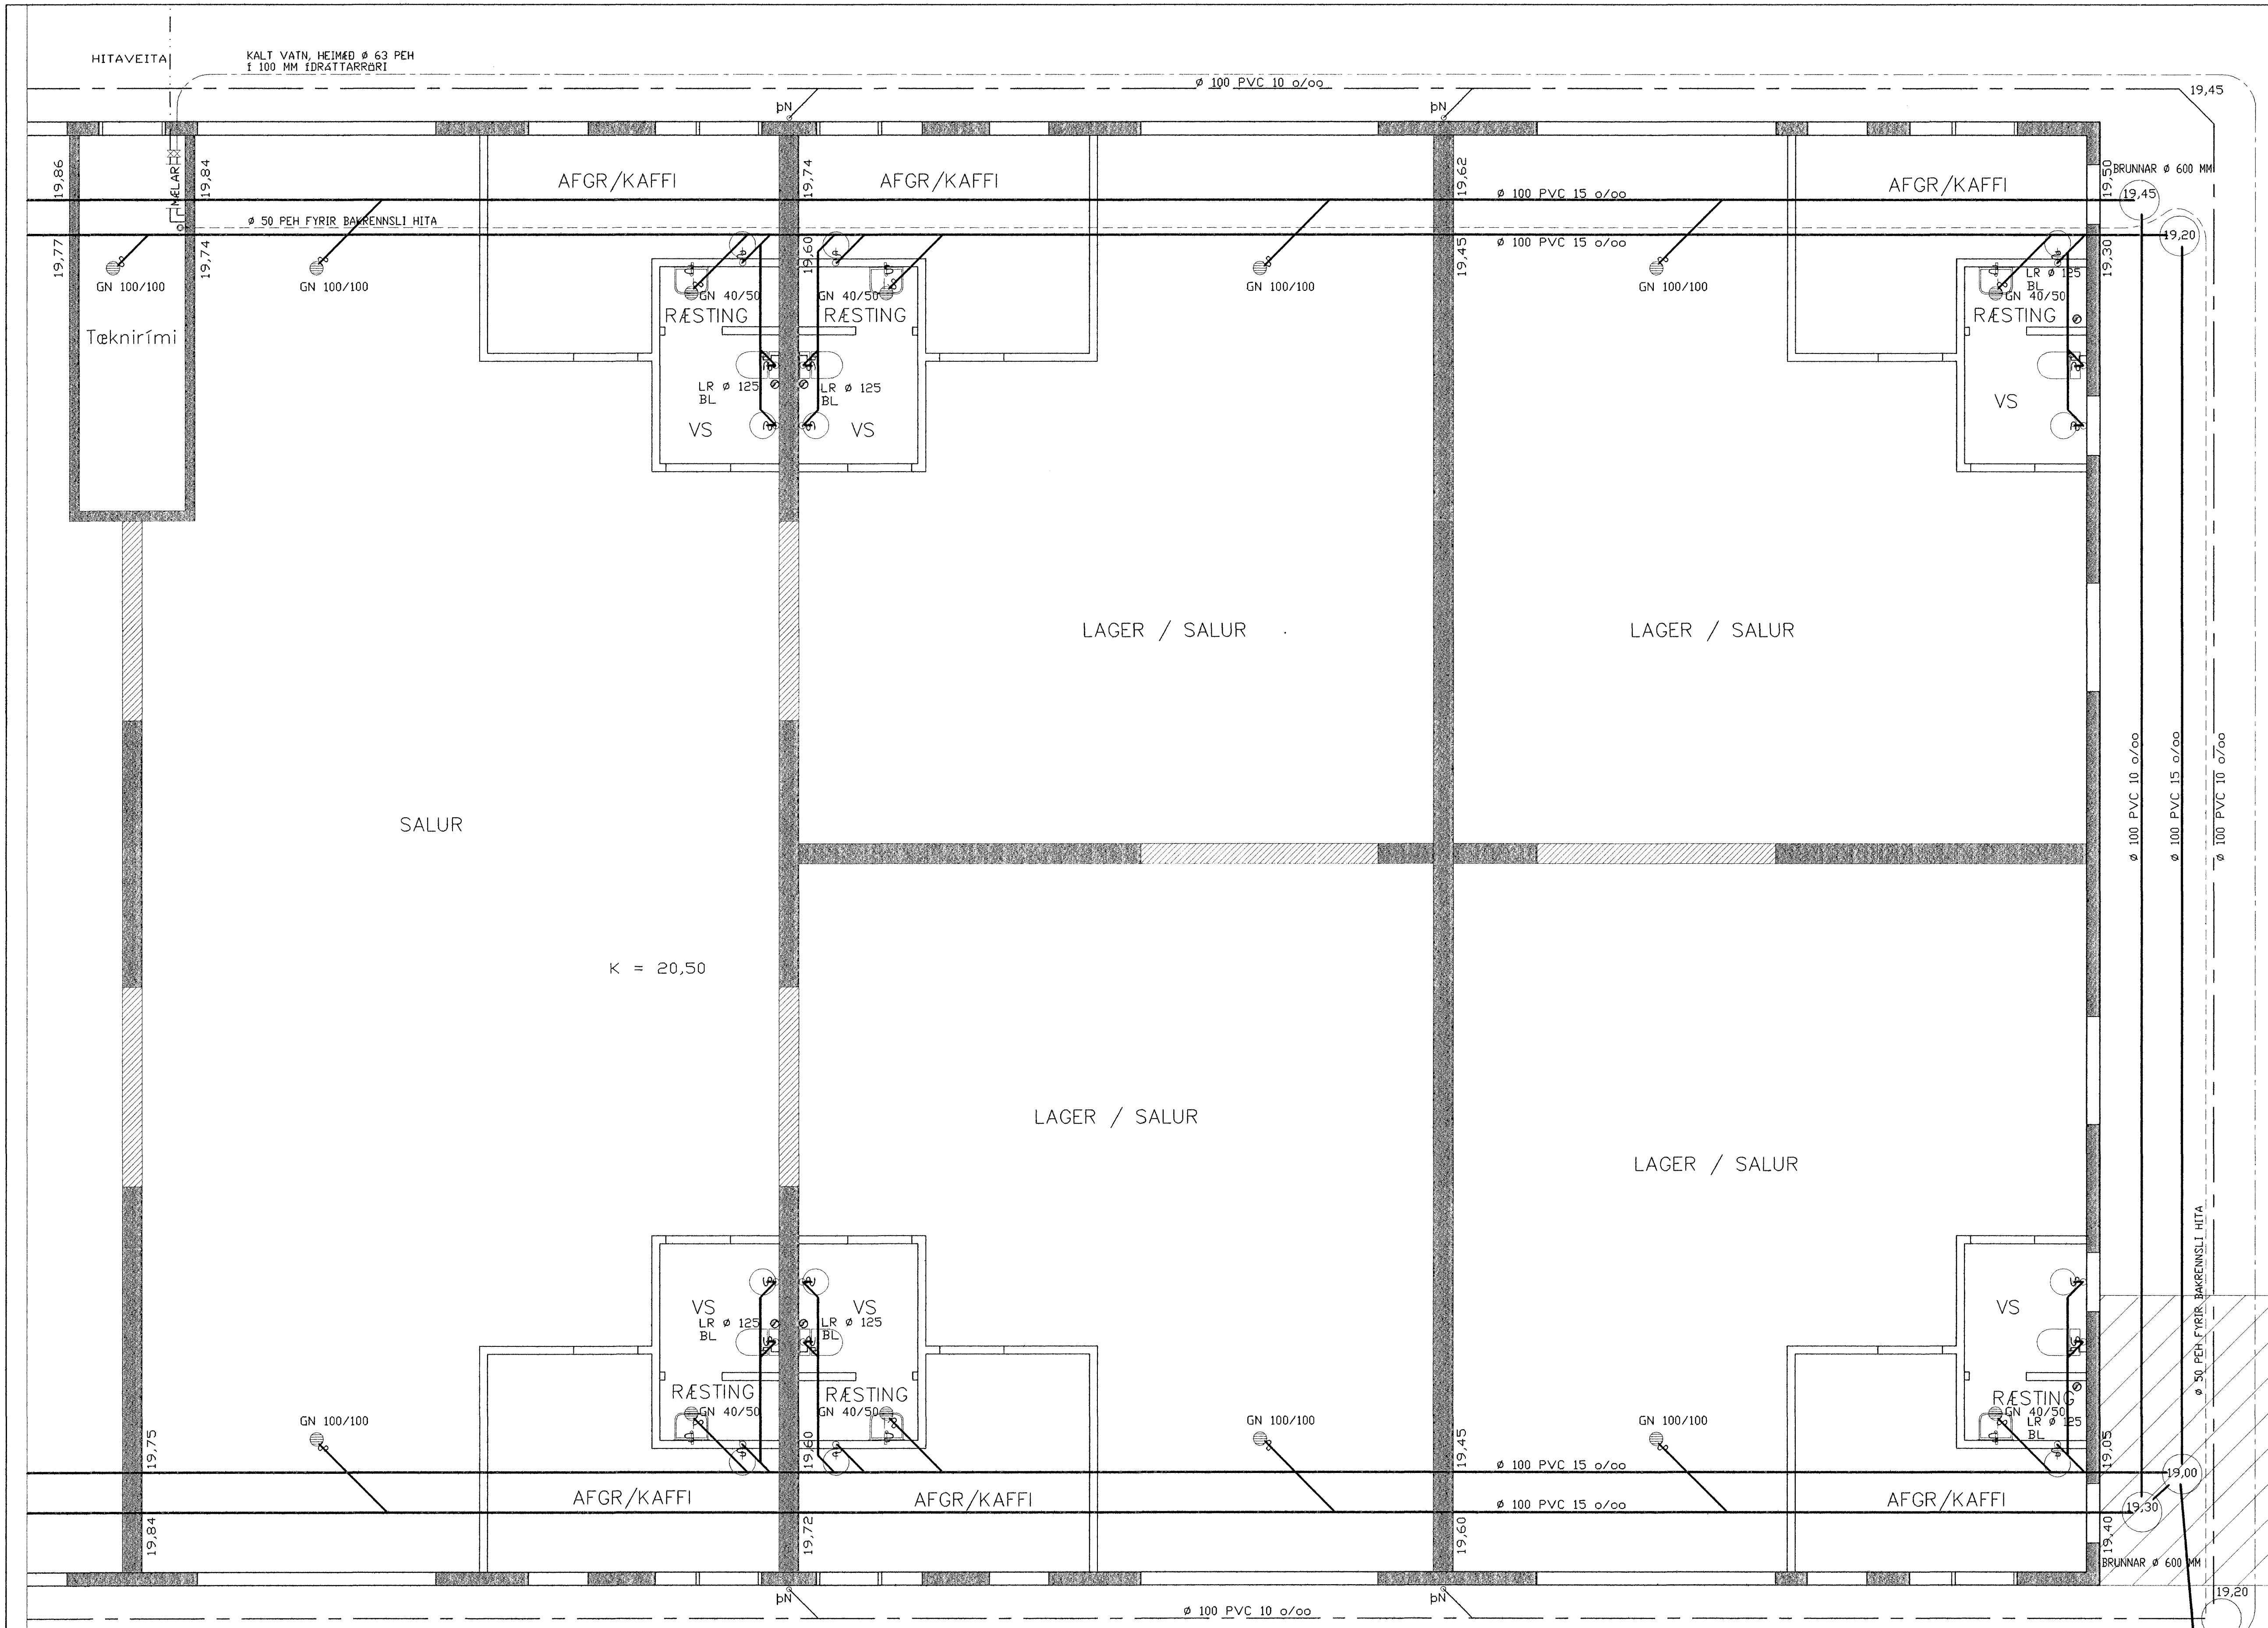 HITAVEITA
KALT VATN, HEIMÆÐ ø 63 PEH
Í 100 MM ÍDRÁTTARRÖRI
ø 100 PVC 10 o/oo
19,45
ÞN
ÞN
19,86
MÆLAR
19,84
AFGR/KAFFI
19,74
AFGR/KAFFI
19,62
ø 100 PVC 15 o/oo
AFGR/KAFFI
19,50
BRUNNAR ø 600 MM
19,45
ø 50 PEH FYRIR BAKRENNSLI HITA
19,77
19,74
19,60
19,45
ø 100 PVC 15 o/oo
19,30
19,20
GN 100/100
GN 100/100
GN 40/50
GN 40/50
GN 100/100
GN 100/100
LR ø 125
BL
GN 40/50
RÆSTING
RÆSTING
RÆSTING
Tæknirími
LR ø 125
BL
LR ø 125
BL
VS
VS
VS
LAGER / SALUR
LAGER / SALUR
ø 100 PVC 10 o/oo
ø 100 PVC 15 o/oo
ø 100 PVC 10 o/oo
SALUR
K = 20,50
LAGER / SALUR
LAGER / SALUR
ø 50 PEH FYRIR BAKRENNSLI HITA
VS
VS
VS
LR ø 125
BL
LR ø 125
BL
RÆSTING
RÆSTING
RÆSTING
GN 40/50
GN 40/50
GN 40/50
LR ø 125
BL
GN 100/100
GN 100/100
GN 100/100
19,75
19,60
19,45
ø 100 PVC 15 o/oo
19,05
19,00
AFGR/KAFFI
AFGR/KAFFI
ø 100 PVC 15 o/oo
AFGR/KAFFI
19,30
19,84
19,72
19,60
19,40
BRUNNAR ø 600 MM
19,20
ÞN
ÞN
ø 100 PVC 10 o/oo